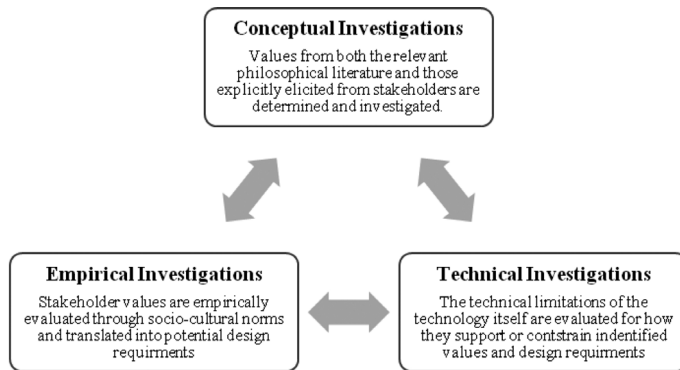 Conceptual Investigations
Values from both the relevant
philosophical literature and those
explicitly elicited from stakeholders are
determined and investigated.
Empirical Investigations
Stakeholder values are empirically
evaluated through socio-cultural norms
and translated into potential design
requirments
Technical Investigations
The technical limitations of the
technology itself are evaluated for how
they support or contstrain indentified
values and design requirments